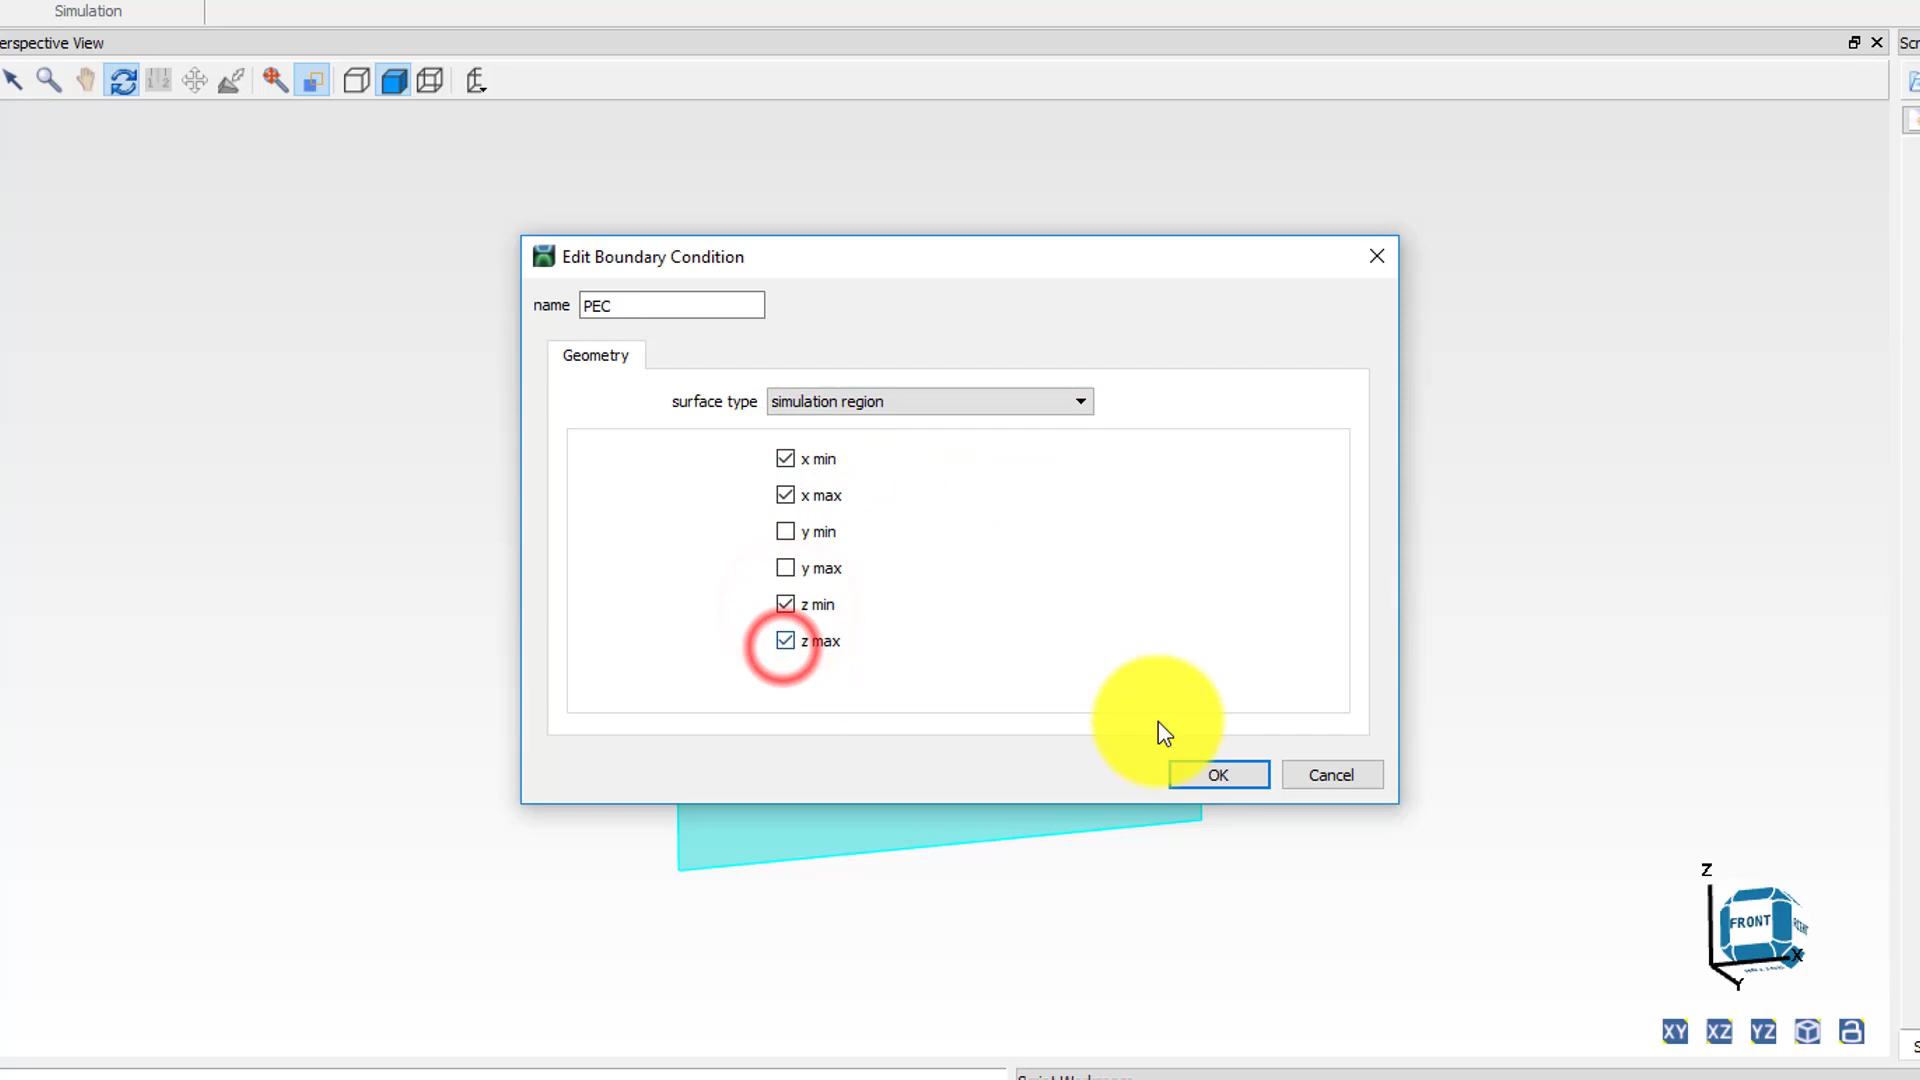 Simulation
erspective View
Scr
Edit Boundary Condition
name PEC
Geometry
surface type simulation region
x min
x max
y min
y max
z min
z max
OK Cancel
Z
FRONT
X
Y
XY XZ YZ
S